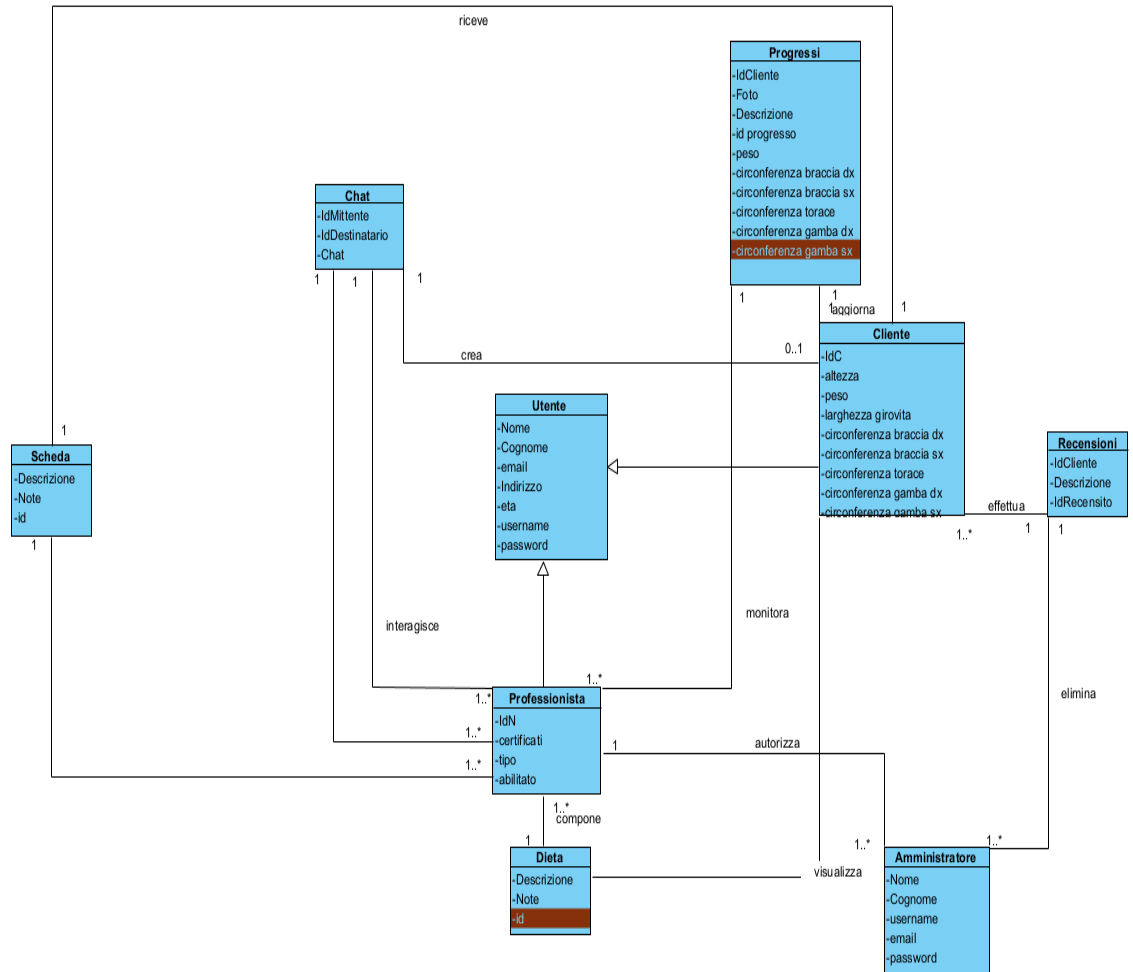 riceve
Progressi
-IdCliente
-Foto
-Descrizione
-id progresso
-peso
-circonferenza braccia dx
-circonferenza braccia sx
-circonferenza torace
-circonferenza gamba dx
-circonferenza gamba sx
Chat
-IdMittente
-IdDestinatario
-Chat
1
1
1
1
1
1
aggiorna
1
crea
0..1
Cliente
-IdC
-altezza
-peso
-larghezza girovita
-circonferenza braccia dx
-circonferenza braccia sx
-circonferenza torace
-circonferenza gamba dx
-circonferenza gamba sx
Utente
-Nome
-Cognome
-email
-Indirizzo
-eta
-username
-password
1
Scheda
-Descrizione
-Note
-id
1
Recensioni
-IdCliente
-Descrizione
-IdRecensito
effettua
1..*
1
1
interagisce
monitora
1..*
1..*
elimina
Professionista
-IdN
-certificati
-tipo
-abilitato
1..*
1..*
1
autorizza
1..*
compone
1
Dieta
-Descrizione
-Note
-id
visualizza
1..*
1..*
Amministratore
-Nome
-Cognome
-username
-email
-password